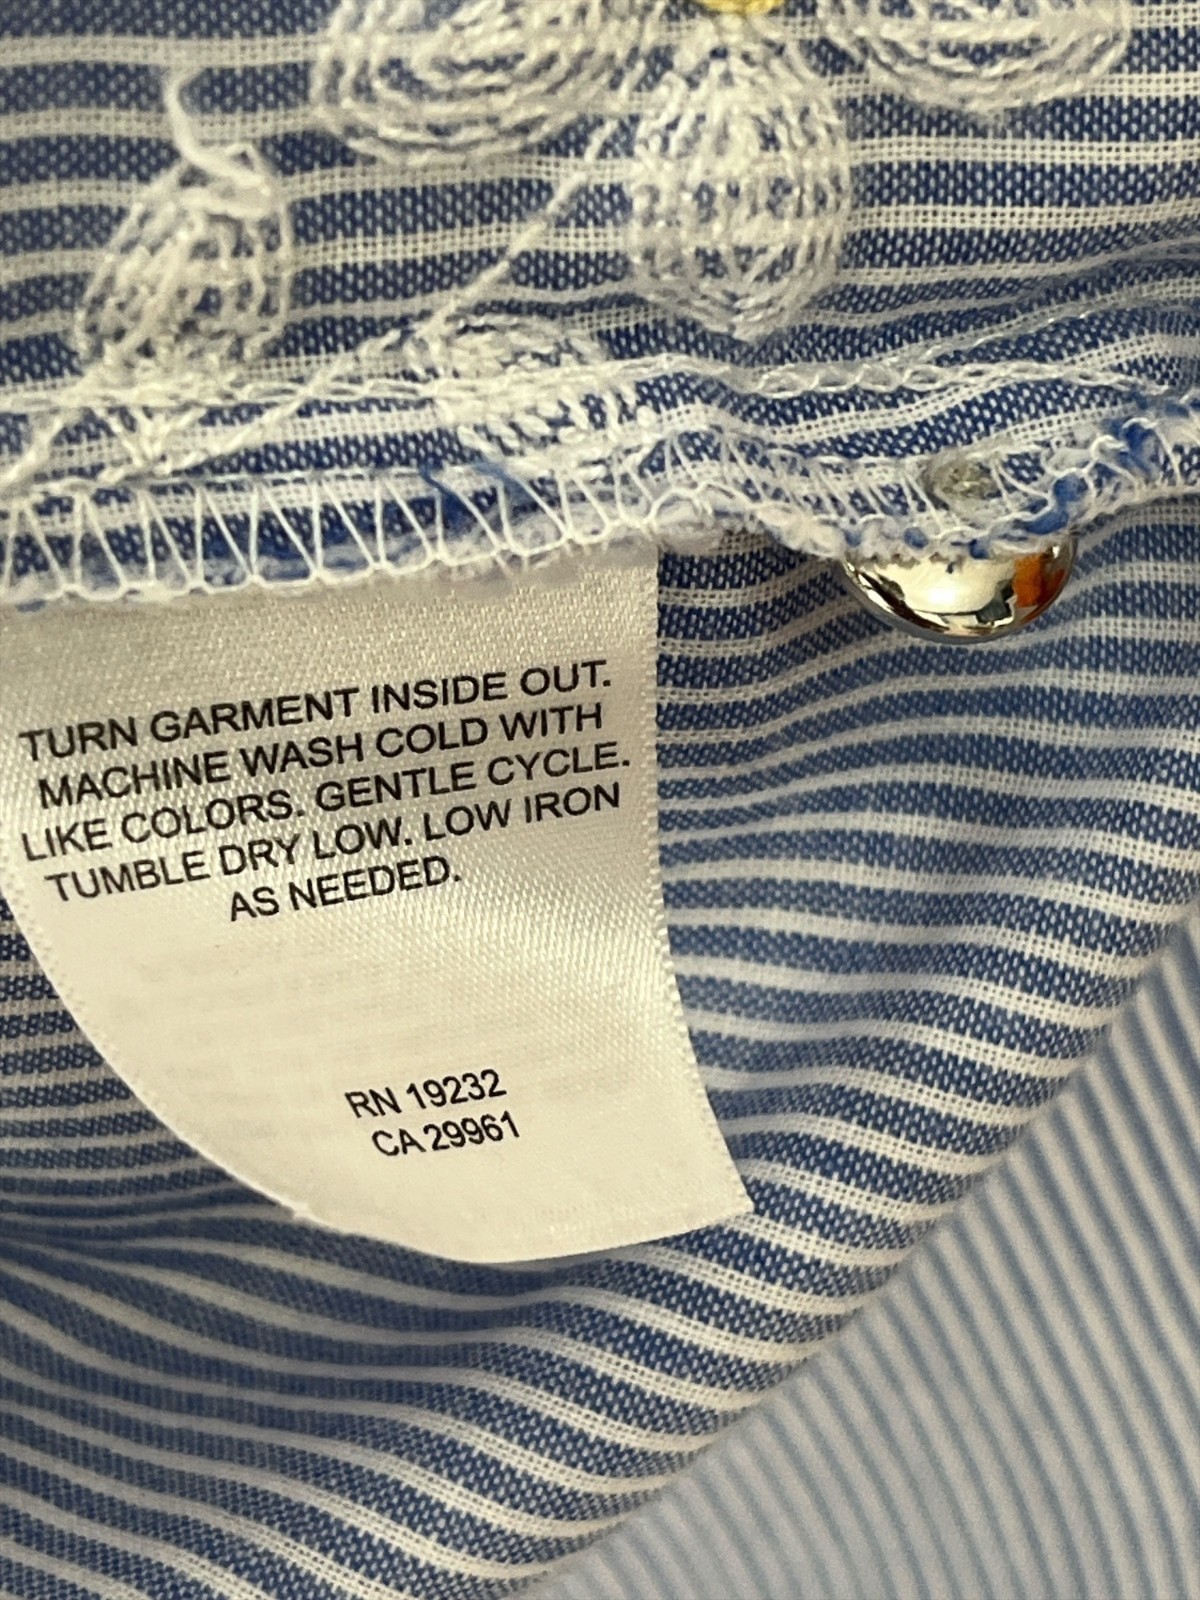 TURN GARMENT INSIDE OUT.
MACHINE WASH COLD WITH
LIKE COLORS. GENTLE CYCLE.
TUMBLE DRY LOW. LOW IRON
AS NEEDED.
RN 19232
CA 29961